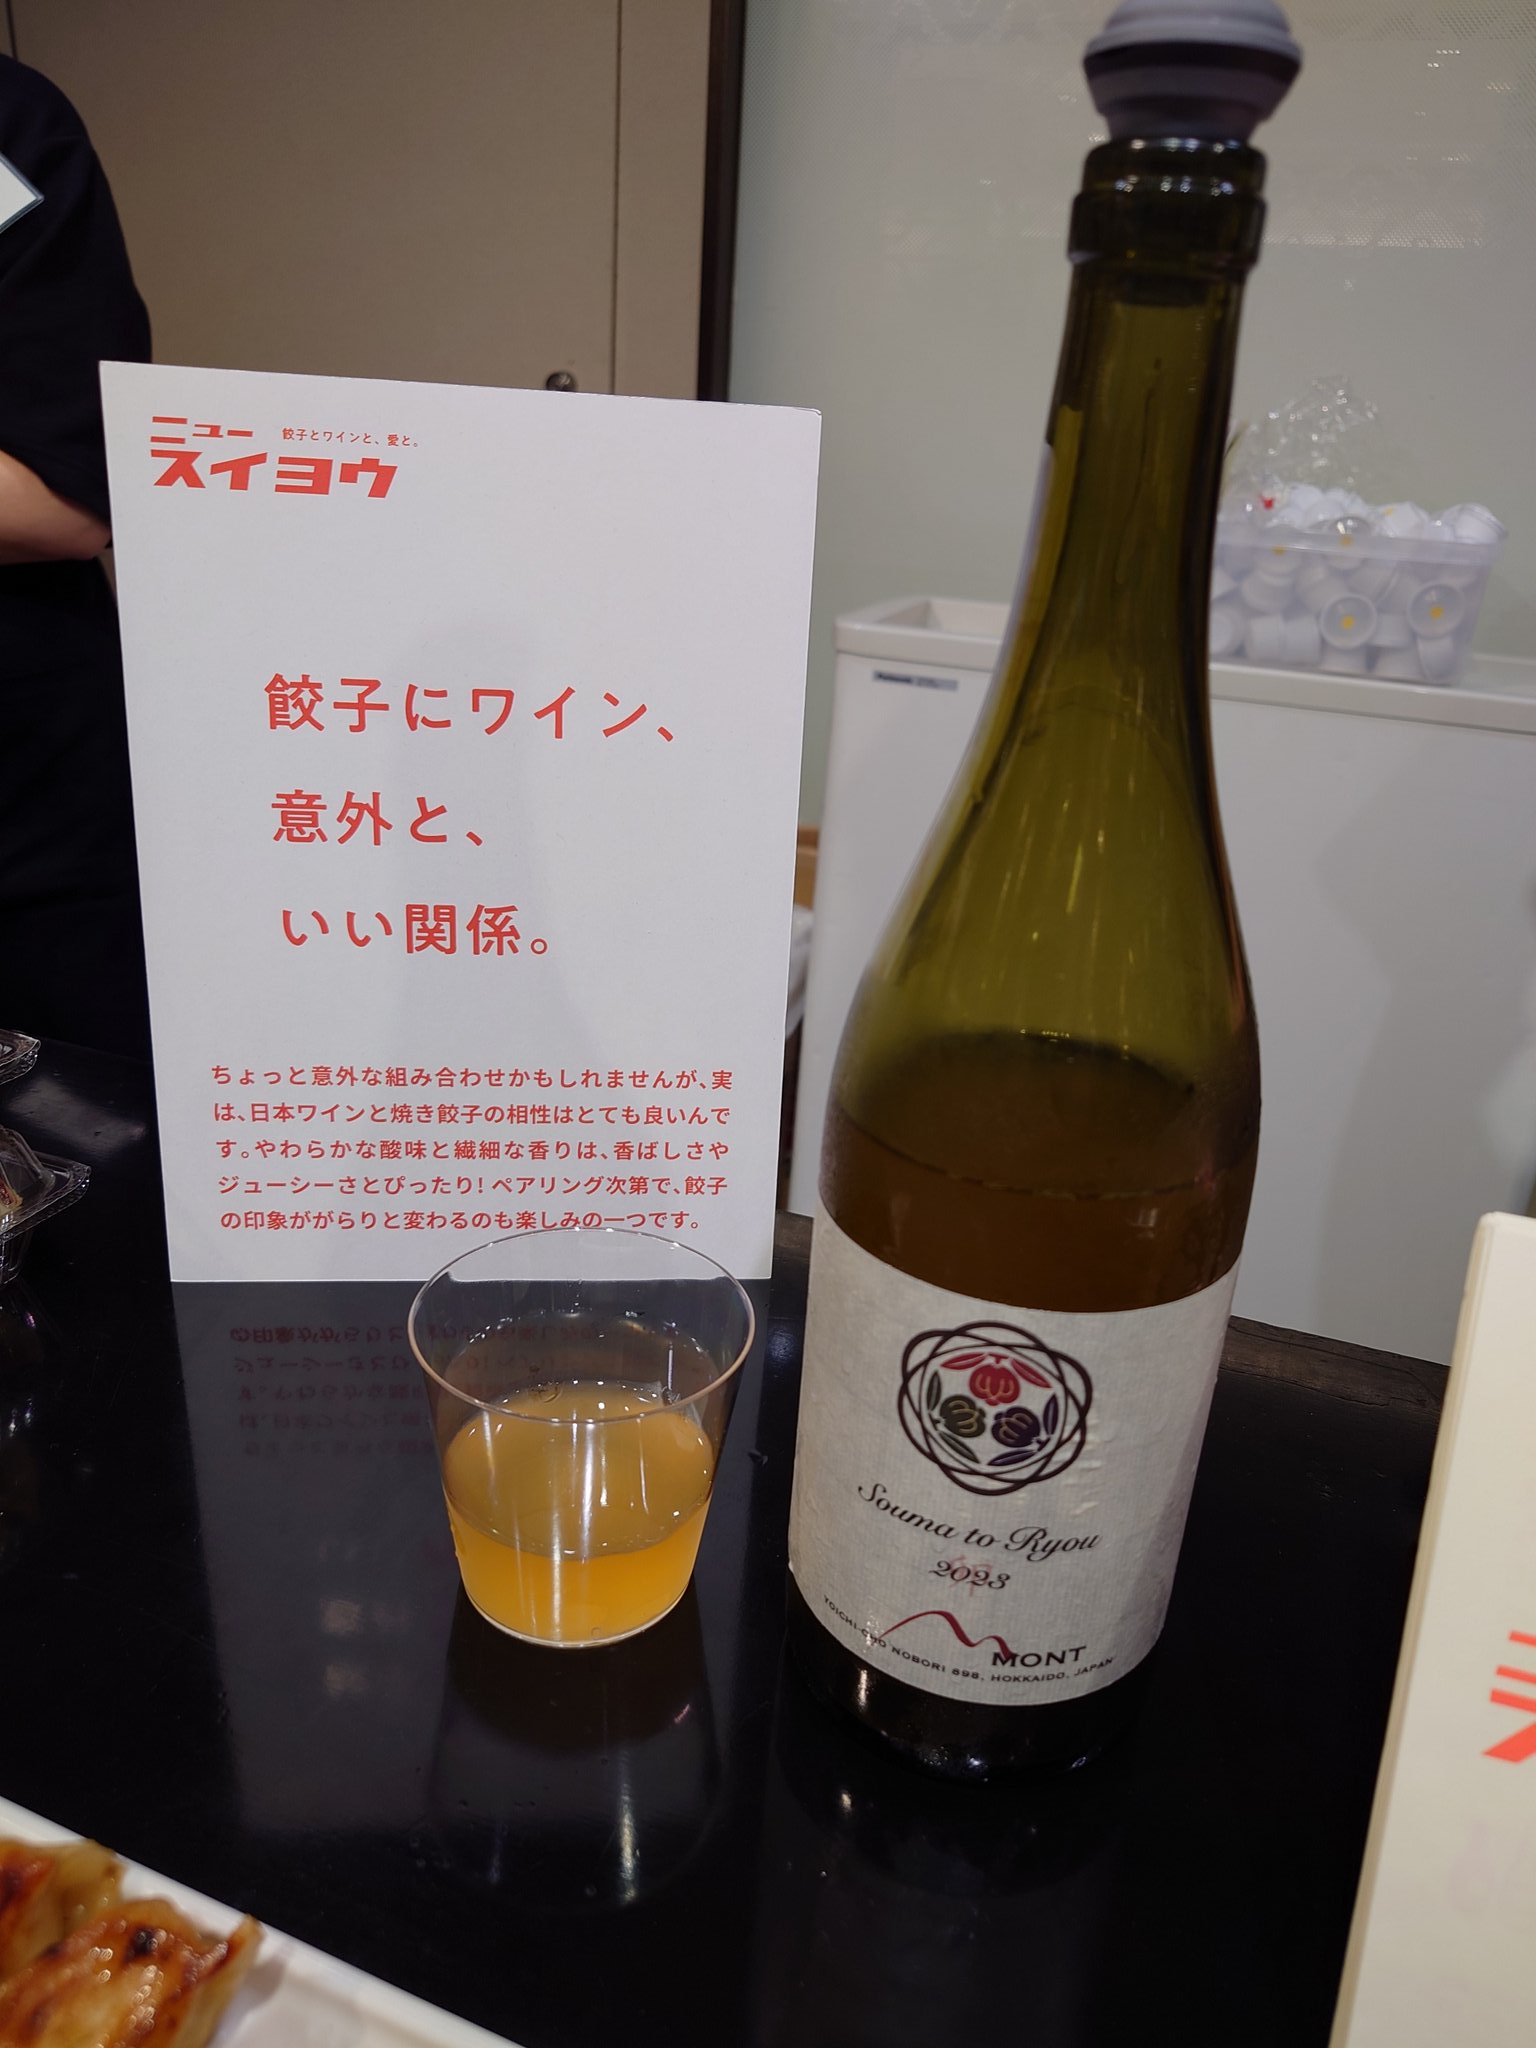 ニュー
餃子とワインと、愛と。
スイヨウ
餃子にワイン、
意外と、
いい関係。
ちょっと意外な組み合わせかもしれませんが、実
は、日本ワインと焼き餃子の相性はとても良いんで
す。やわらかな酸味と繊細な香りは、香ばしさや
ジューシーさとぴったり！ペアリング次第で、餃子
の印象ががらりと変わるのも楽しみの一つです。
Souma to Ryou
2023
MONT
YOICHI-CHO NOBORI 898, HOKKAIDO, JAPAN